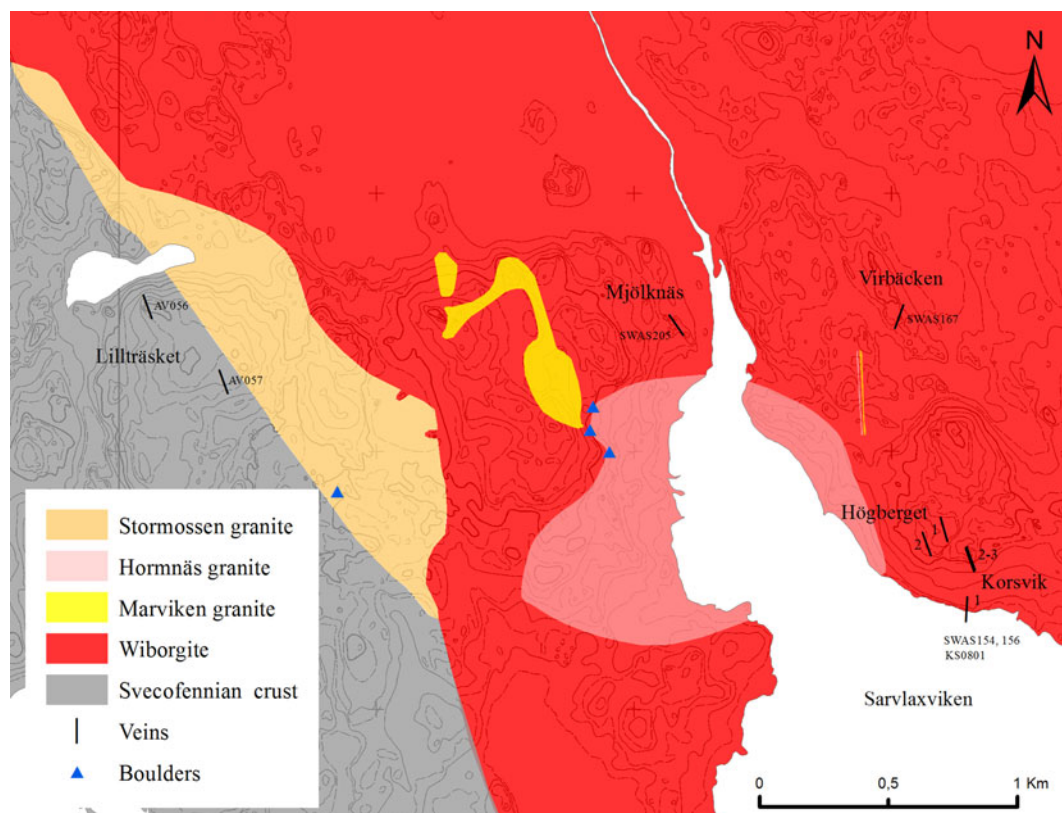 N
Virbäcken
SWAS167
Mjölknäs
SWAS205
AV056
Lillträsket
AV057
Högberget
1
2
2-3
Korsvik
1
SWAS154, 156
KS0801
Sarvlaxviken
Stormossen granite
Hormnäs granite
Marviken granite
Wiborgite
Svecofennian crust
Veins
Boulders
0 0,5 1 Km